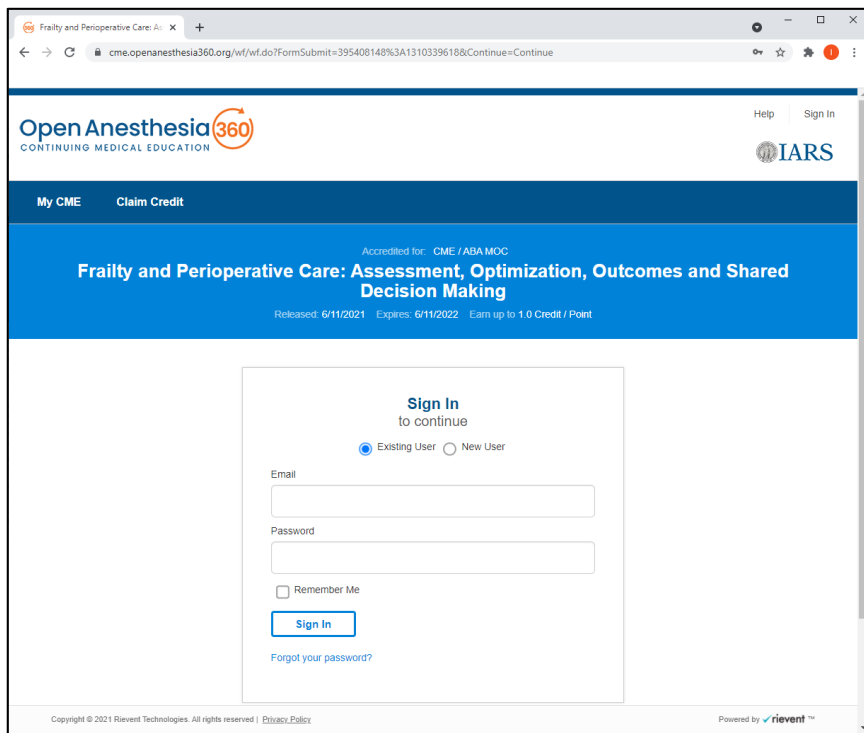 360 Frailty and Perioperative Care: As
cme.openanesthesia360.org/wf/wf.do?FormSubmit=395408148%3A1310339618&Continue=Continue
I
Open Anesthesia 360
CONTINUING MEDICAL EDUCATION
Help Sign In
IARS
My CME Claim Credit
Accredited for: CME / ABA MOC
Frailty and Perioperative Care: Assessment, Optimization, Outcomes and Shared
Decision Making
Released: 6/11/2021 Expires: 6/11/2022 Earn up to 1.0 Credit / Point
Sign In
to continue
Existing User New User
Email
Password
Remember Me
Sign In
Forgot your password?
Copyright © 2021 Rievent Technologies. All rights reserved | Privacy Policy
Powered by rievent ™